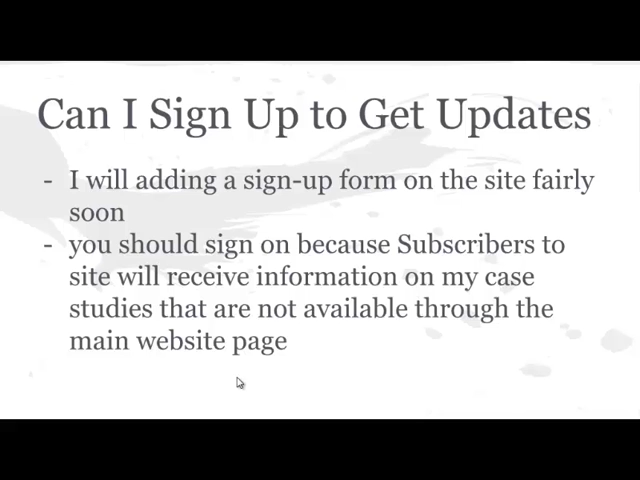 Can I Sign Up to Get Updates
- I will adding a sign-up form on the site fairly
soon
- you should sign on because Subscribers to
site will receive information on my case
studies that are not available through the
main website page